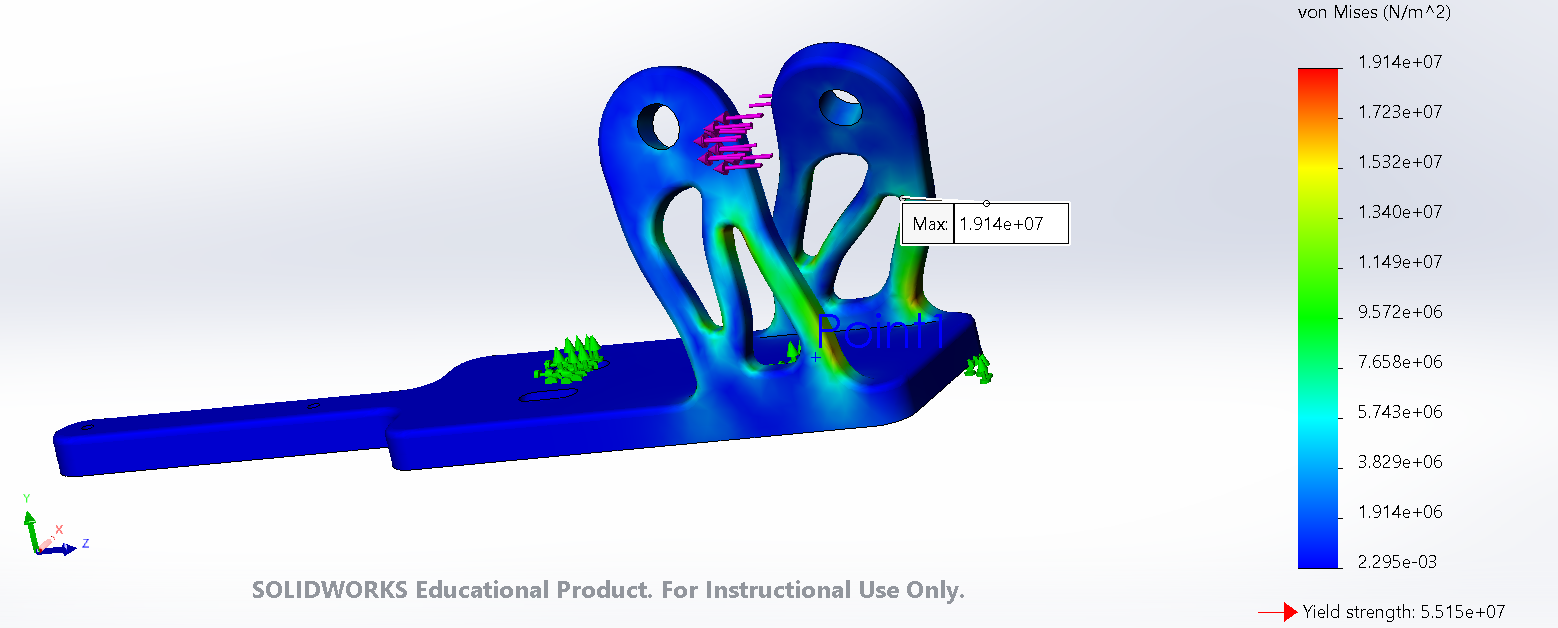 von Mises (N/m^2)
1.914e+07
1.723e+07
1.532e+07
1.340e+07
1.149e+07
9.572e+06
7.658e+06
5.743e+06
3.829e+06
1.914e+06
2.295e-03
Yield strength: 5.515e+07
Max: 1.914e+07
Point1
Y
X
Z
SOLIDWORKS Educational Product. For Instructional Use Only.